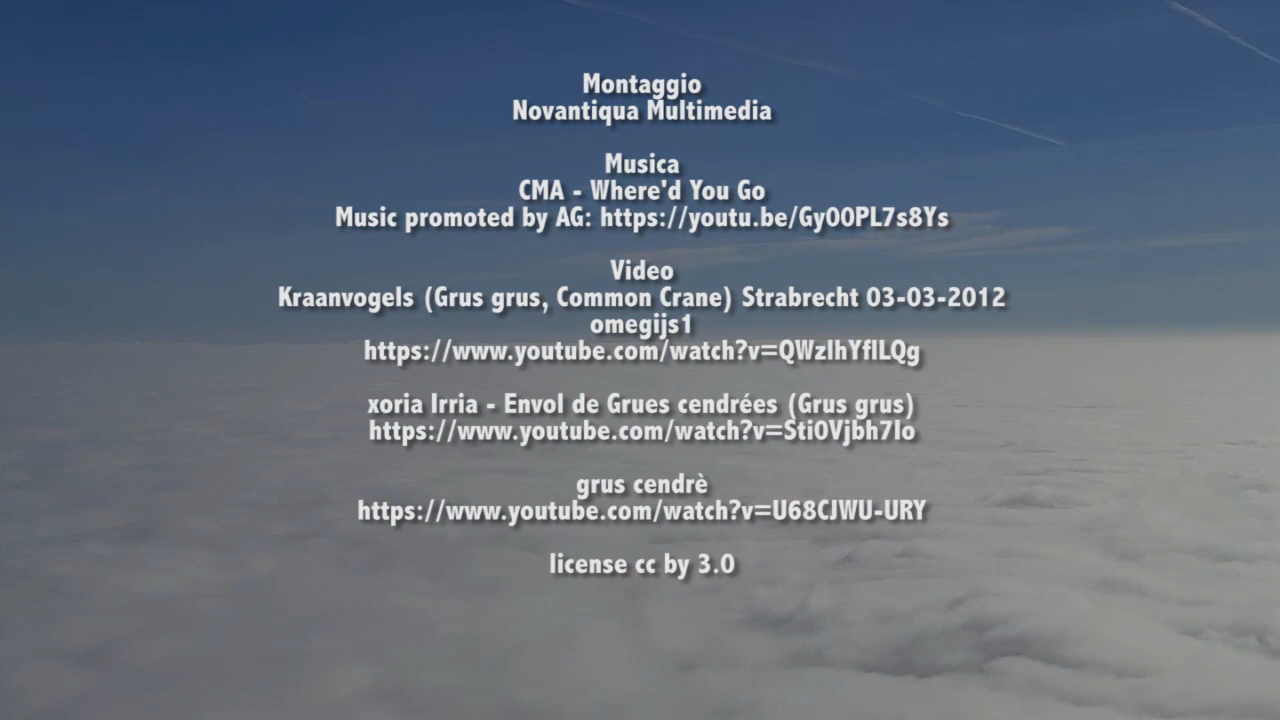 Montaggio
Novantiqua Multimedia
Musica
CMA - Where'd You Go
Music promoted by AG: https://youtu.be/Gy00PL7s8Ys
Video
Kraanvogels (Grus grus, Common Crane) Strabrecht 03-03-2012
omegijs1
https://www.youtube.com/watch?v=QWzIhYfILQg
xoria Irria - Envol de Grues cendrées (Grus grus)
https://www.youtube.com/watch?v=Sti0Vjbh7Io
grus cendrè
https://www.youtube.com/watch?v=U68CJWU-URY
license cc by 3.0